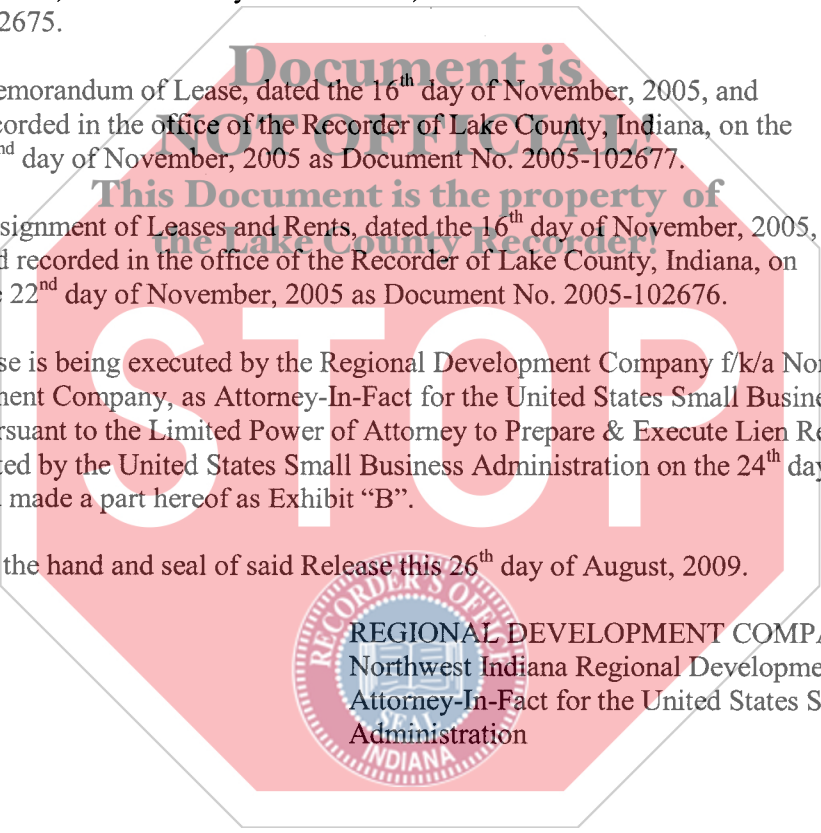 2675.
emorandum of Lease, dated the 16th day of November, 2005, and
corded in the office of the Recorder of Lake County, Indiana, on the
nd day of November, 2005 as Document No. 2005-102677.
signment of Leases and Rents, dated the 16th day of November, 2005,
d recorded in the office of the Recorder of Lake County, Indiana, on
e 22nd day of November, 2005 as Document No. 2005-102676.
se is being executed by the Regional Development Company f/k/a Nor
ment Company, as Attorney-In-Fact for the United States Small Busine
rsuant to the Limited Power of Attorney to Prepare & Execute Lien Re
ted by the United States Small Business Administration on the 24th day
made a part hereof as Exhibit “B”.
the hand and seal of said Release this 26th day of August, 2009.
REGIONAL DEVELOPMENT COMPA
Northwest Indiana Regional Developme
Attorney-In-Fact for the United States S
Administration
Document is
NOT OFFICIAL!
This Document is the property of
the Lake County Recorder!
STOP
RECORDER'S OFFICE
SEAL
INDIANA